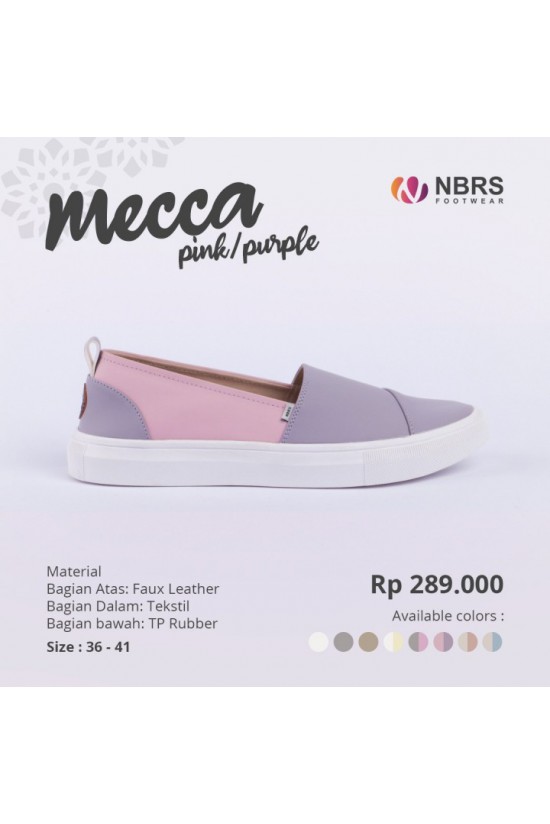 mecca
pink/purple
NBRS
FOOTWEAR
Material
Bagian Atas: Faux Leather
Bagian Dalam: Tekstil
Bagian bawah: TP Rubber
Size : 36 - 41
Rp 289.000
Available colors :